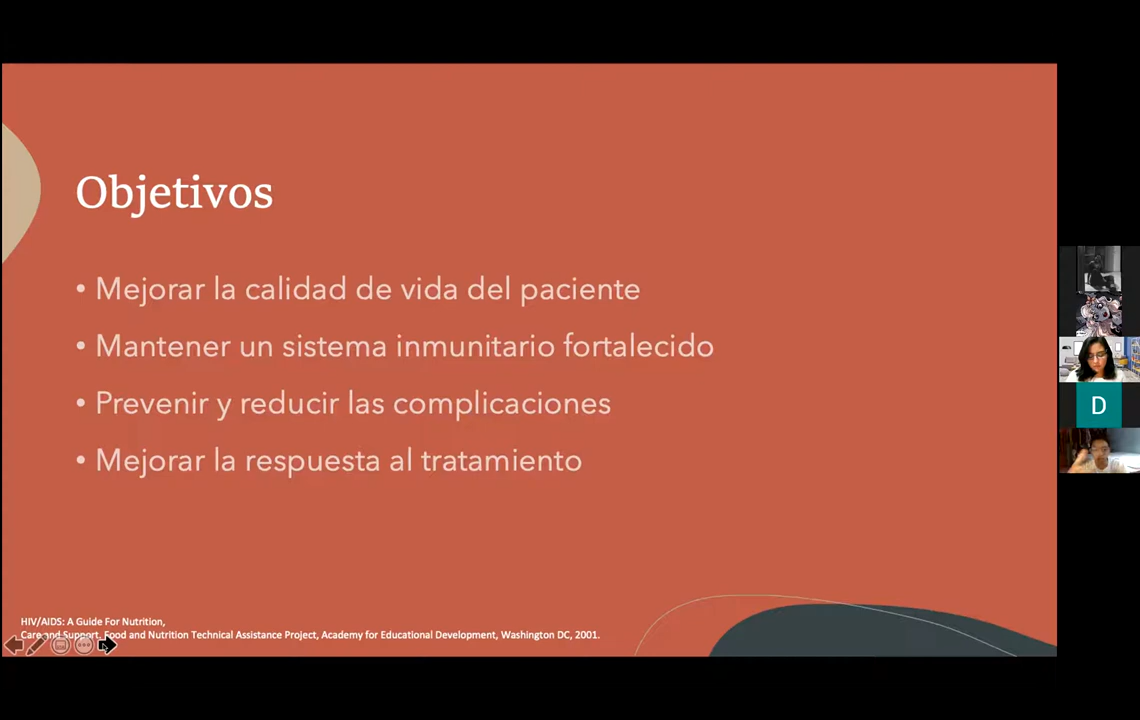 Objetivos
• Mejorar la calidad de vida del paciente
• Mantener un sistema inmunitario fortalecido
• Prevenir y reducir las complicaciones
• Mejorar la respuesta al tratamiento
D
HIV/AIDS: A Guide For Nutrition,
Care and Support, Food and Nutrition Technical Assistance Project, Academy for Educational Development, Washington DC, 2001.